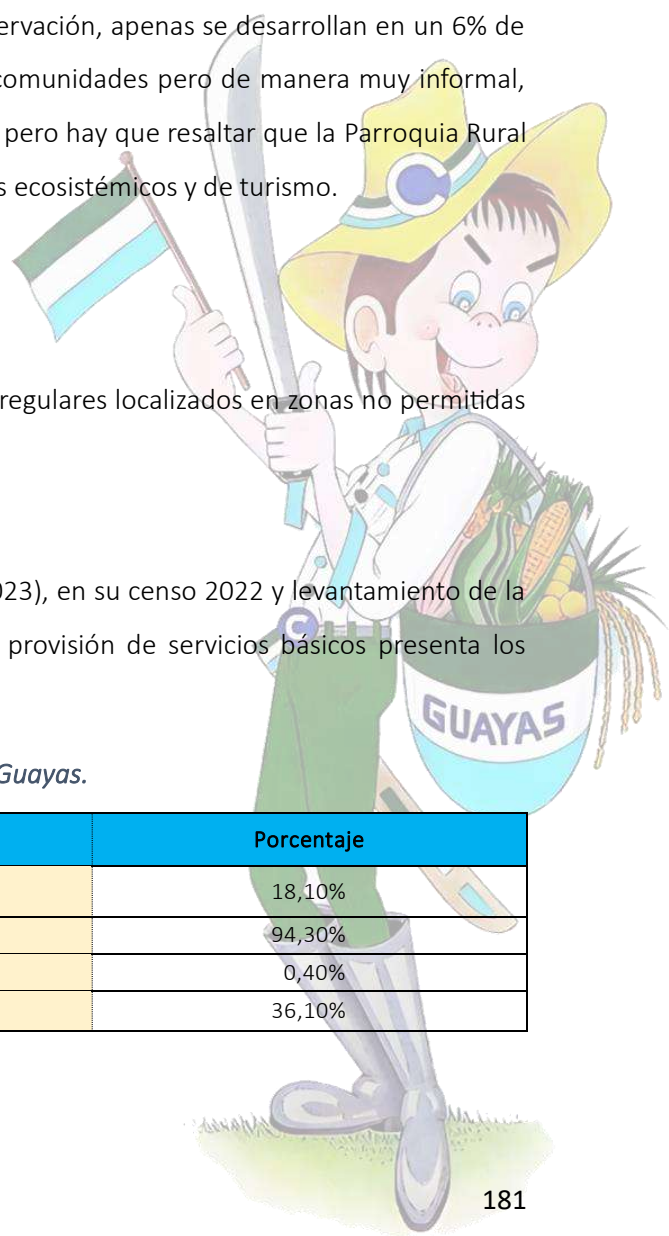 ervación, apenas se desarrollan en un 6% de
comunidades pero de manera muy informal,
pero hay que resaltar que la Parroquia Rural
s ecosistémicos y de turismo.
regulares localizados en zonas no permitidas
023), en su censo 2022 y levantamiento de la
provisión de servicios básicos presenta los
GUAYAS
Guayas.
Porcentaje
18,10%
94,30%
0,40%
36,10%
181